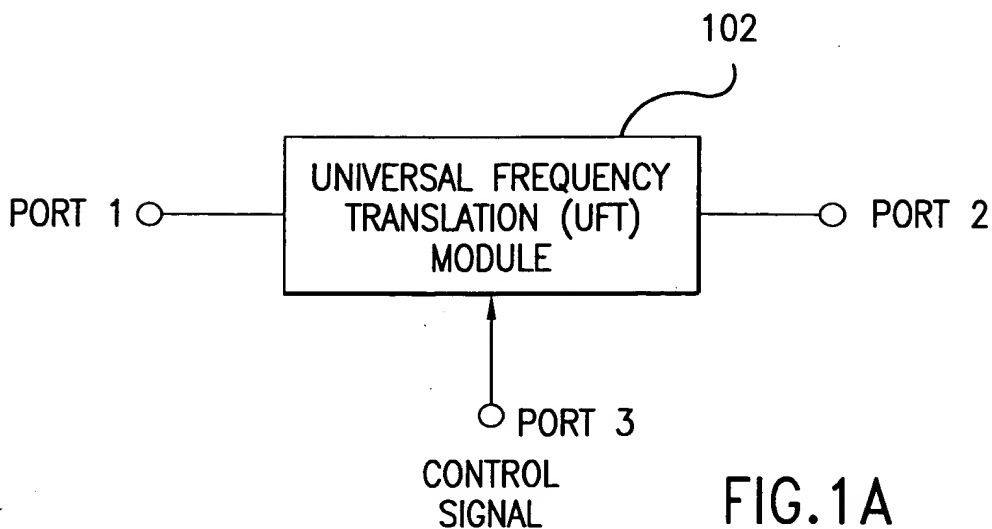 102
UNIVERSAL FREQUENCY
TRANSLATION (UFT)
MODULE
PORT 1
PORT 2
PORT 3
CONTROL
SIGNAL
FIG.1A